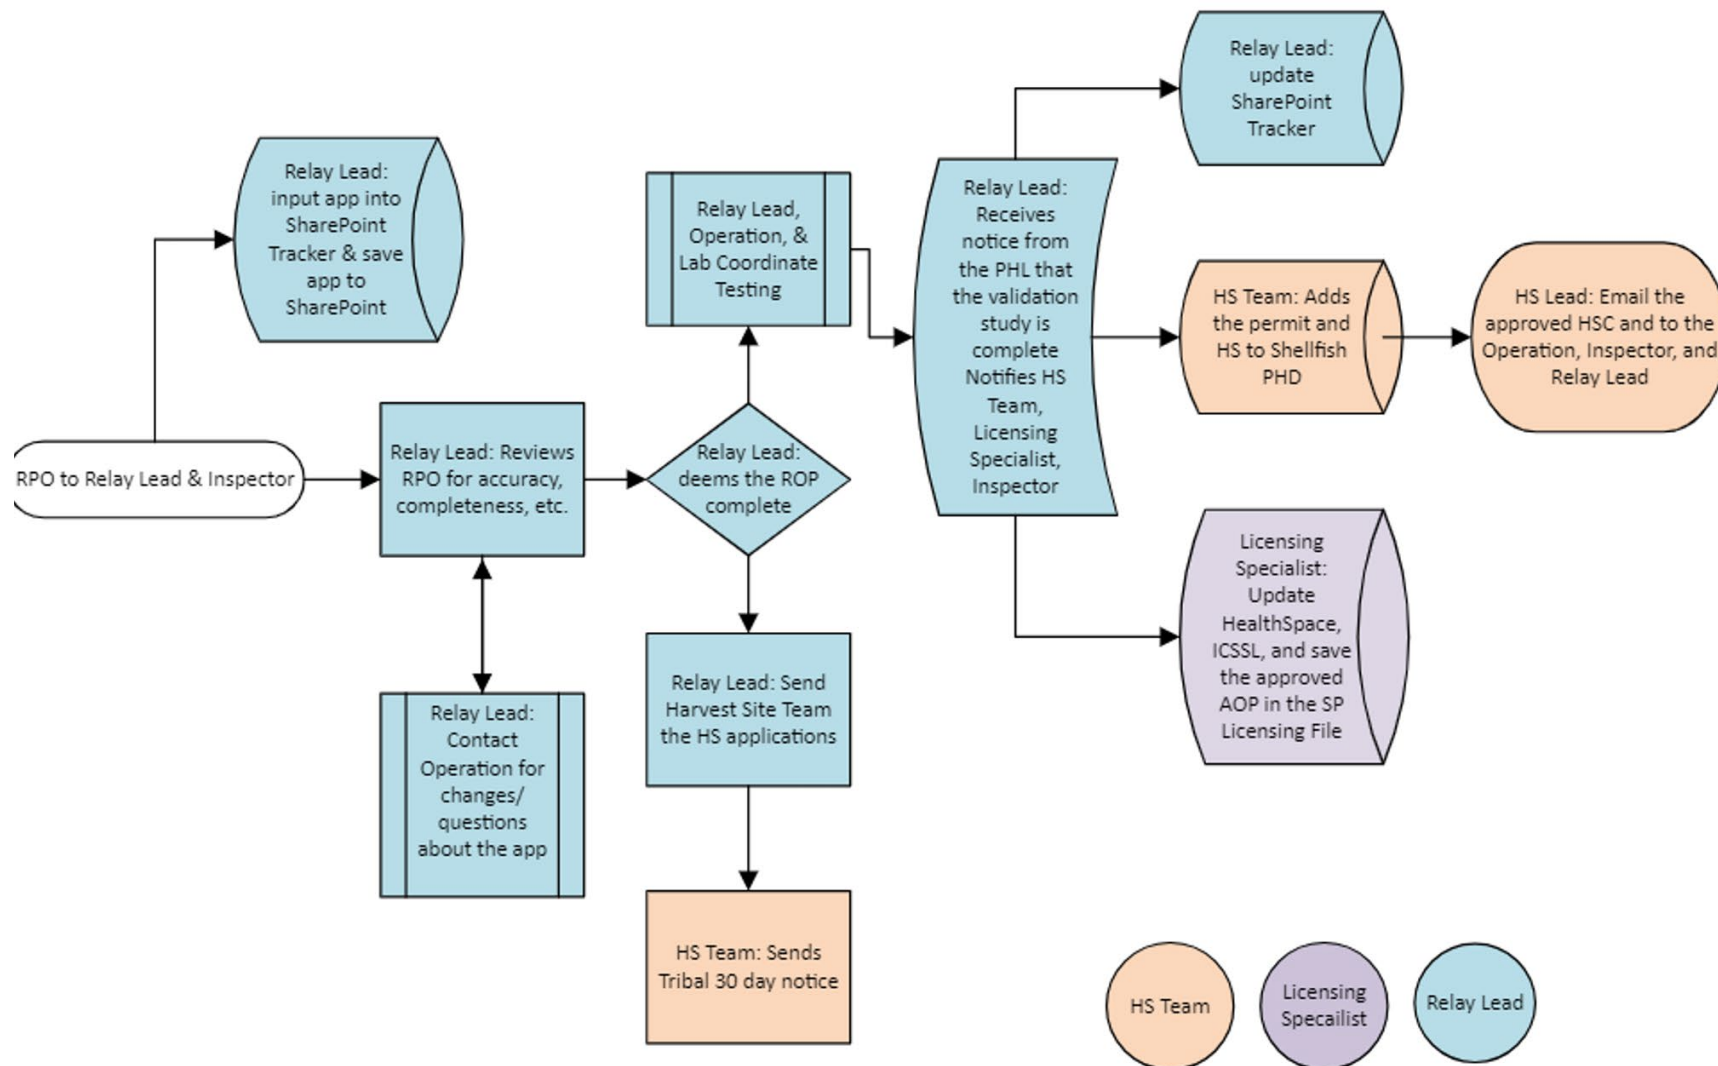 Relay Lead:
update
SharePoint
Tracker
Relay Lead:
input app into
SharePoint
Tracker & save
app to
SharePoint
Relay Lead,
Operation, &
Lab Coordinate
Testing
Relay Lead:
Receives
notice from
the PHL that
the validation
study is
complete
Notifies HS
Team,
Licensing
Specialist,
Inspector
HS Team: Adds
the permit and
HS to Shellfish
PHD
HS Lead: Email the
approved HSC and to the
Operation, Inspector, and
Relay Lead
RPO to Relay Lead & Inspector
Relay Lead: Reviews
RPO for accuracy,
completeness, etc.
Relay Lead:
deems the ROP
complete
Licensing
Specialist:
Update
HealthSpace,
ICSSL, and save
the approved
AOP in the SP
Licensing File
Relay Lead:
Contact
Operation for
changes/
questions
about the app
Relay Lead: Send
Harvest Site Team
the HS applications
HS Team: Sends
Tribal 30 day notice
HS Team
Licensing
Specailist
Relay Lead